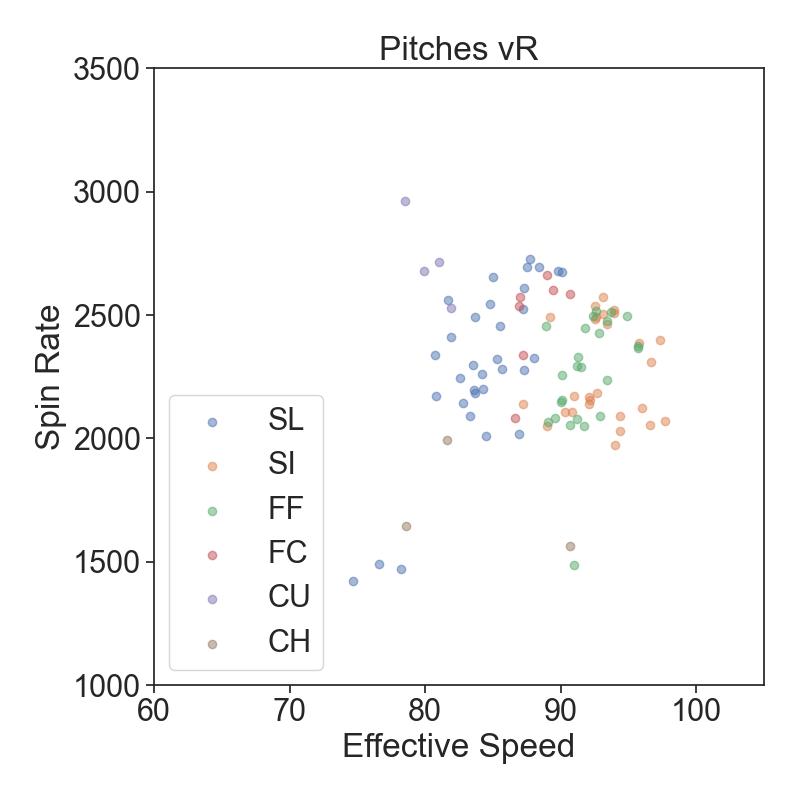 Pitches vR
3500
3000
2500
2000
1500
1000
Spin Rate
SL
SI
FF
FC
CU
CH
60 70 80 90 100
Effective Speed